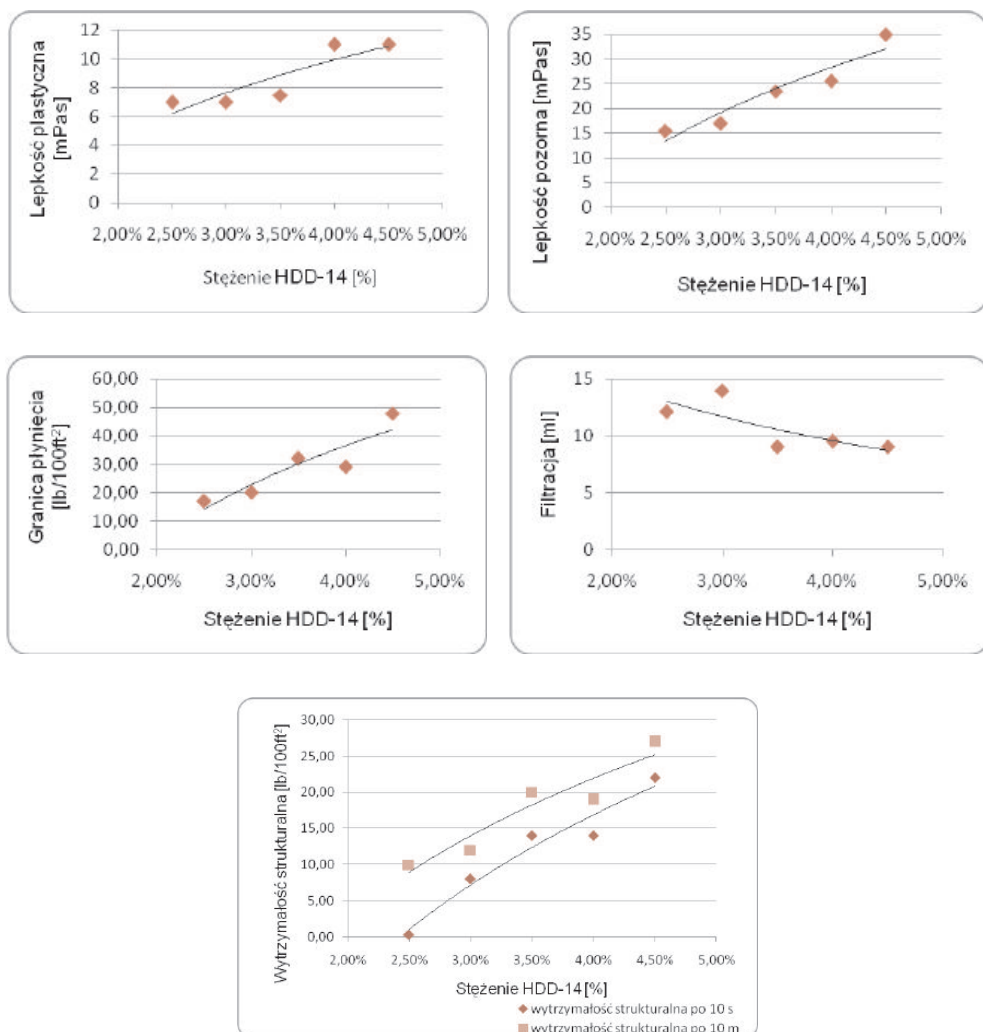 12
10
8
6
4
2
0
Lepkość plastyczna
[mPas]
2,00% 2,50% 3,00% 3,50% 4,00% 4,50% 5,00%
Stężenie HDD-14 [%]
35
30
25
20
15
10
5
0
Lepkość pozorna [mPas]
2,00% 2,50% 3,00% 3,50% 4,00% 4,50% 5,00%
Stężenie HDD-14 [%]
60,00
50,00
40,00
30,00
20,00
10,00
0,00
Granica płynięcia
[lb/100ft²]
2,00% 3,00% 4,00% 5,00%
Stężenie HDD-14 [%]
15
10
5
0
Filtracja [ml]
2,00% 3,00% 4,00% 5,00%
Stężenie HDD-14 [%]
30,00
25,00
20,00
15,00
10,00
5,00
0,00
Wytrzymałość strukturalna [lb/100ft²]
2,00% 2,50% 3,00% 3,50% 4,00% 4,50% 5,00%
Stężenie HDD-14 [%]
wytrzymałość strukturalna po 10 s
wytrzymałość strukturalna po 10 m